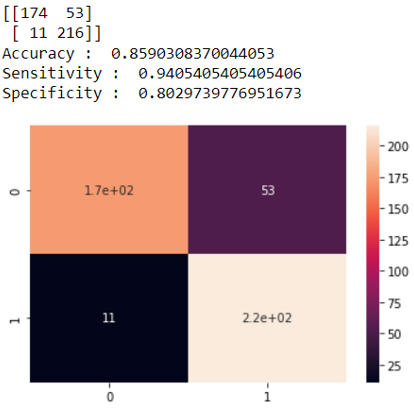 [[174  53]
 [ 11 216]]
Accuracy :  0.8590308370044053
Sensitivity :  0.9405405405405406
Specificity :  0.8029739776951673
200
175
150
125
100
75
50
25
0
1.7e+02
53
1
11
2.2e+02
0
1